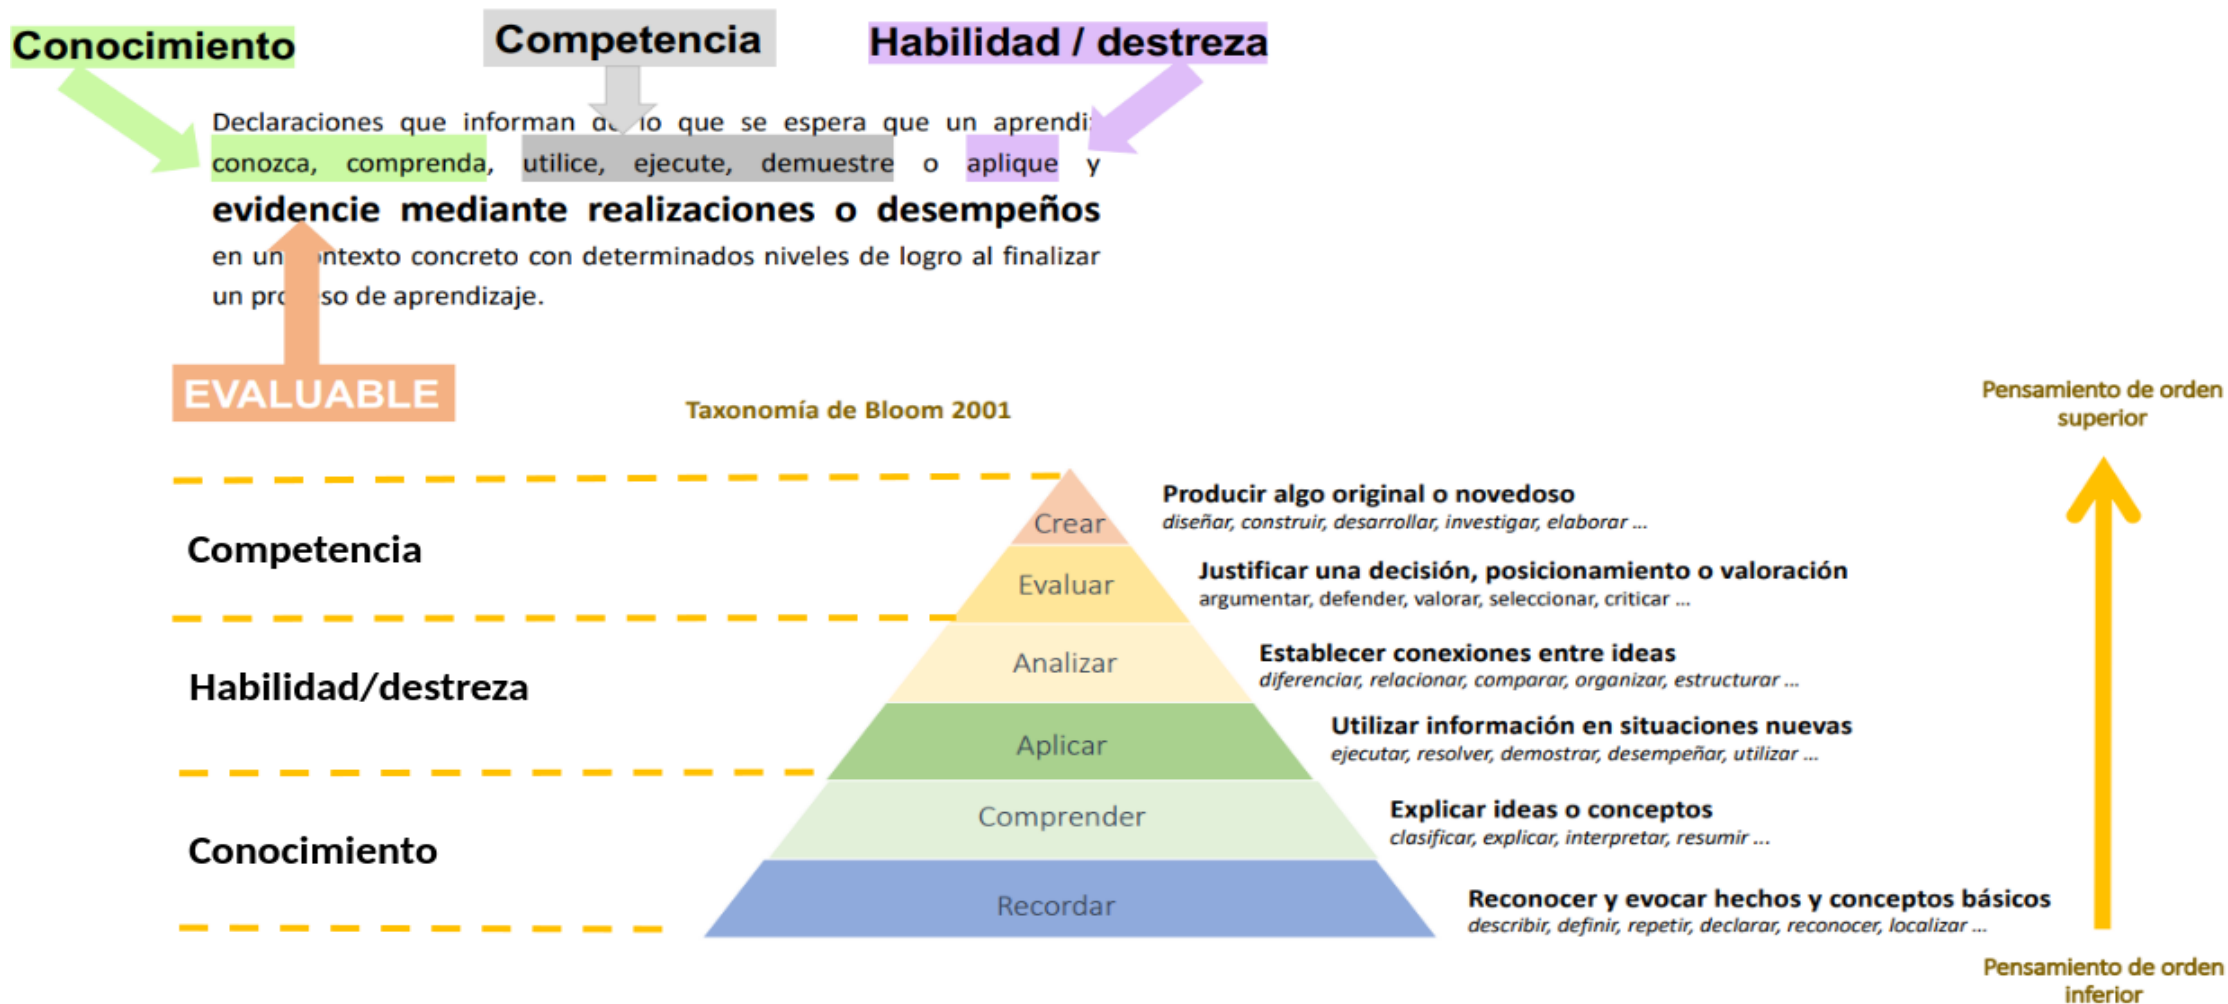 Conocimiento
Competencia
Habilidad / destreza
Declaraciones que informan lo que se espera que un
conozca, comprenda, utilice, ejecute, demuestre o aplique y
evidencie mediante realizaciones o desempeños
en un concreto con determinados niveles de logro al finalizar
un de aprendizaje.
EVALUABLE
Taxonomía de Bloom 2001
Pensamiento de orden
superior
Competencia
Habilidad/destreza
Conocimiento
Crear
Producir algo original o novedoso
diseñar, construir, desarrollar, investigar, elaborar ...
Evaluar
Justificar una decisión, posicionamiento o valoración
argumentar, defender, valorar, seleccionar, criticar ...
Analizar
Establecer conexiones entre ideas
diferenciar, relacionar, comparar, organizar, estructurar ...
Aplicar
Utilizar información en situaciones nuevas
ejecutar, resolver, demostrar, desempeñar, utilizar ...
Comprender
Explicar ideas o conceptos
clasificar, explicar, interpretar, resumir ...
Recordar
Reconocer y evocar hechos y conceptos básicos
describir, definir, repetir, declarar, reconocer, localizar ...
Pensamiento de orden
inferior